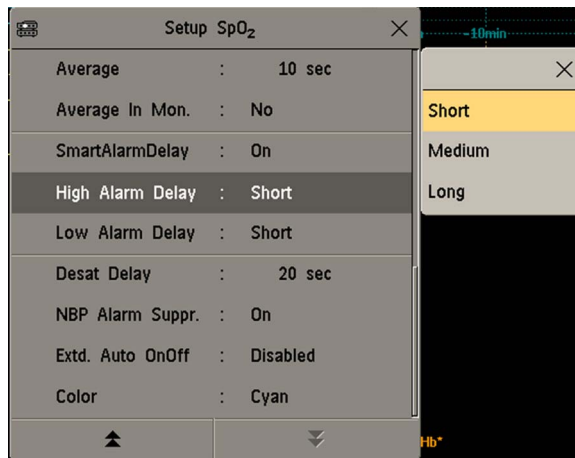 Setup SpO₂
-10min
Average : 10 sec
Average In Mon. : No
SmartAlarmDelay : On
High Alarm Delay : Short
Low Alarm Delay : Short
Desat Delay : 20 sec
NBP Alarm Suppr. : On
Extd. Auto OnOff : Disabled
Color : Cyan
Short
Medium
Long
Hb*